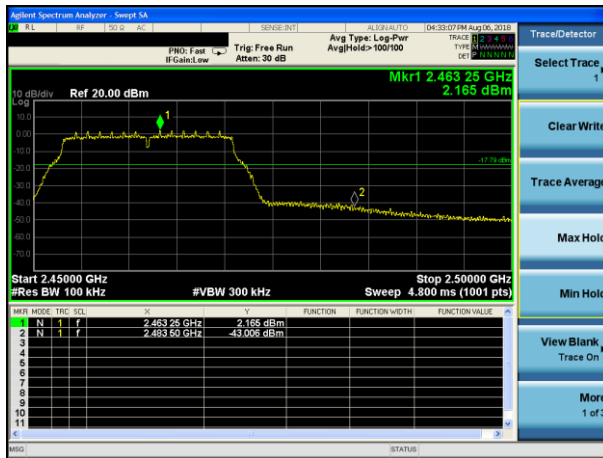 Agilent Spectrum Analyzer - Swept SA
RL RF 50 Ω AC SENSE:INT ALIGN AUTO 04:33:07 PM Aug 06, 2018
Avg Type: Log-Pwr TRACE 1 2 3 4 5 6
PNO: Fast Trig: Free Run Avg|Hold>100/100 TYPE M
IFGain:Low Atten: 30 dB DET P N N N N N
Mkr1 2.463 25 GHz
10 dB/div Ref 20.00 dBm 2.165 dBm
Log
10.0
0.00
-10.0
-17.79 dBm
-20.0
-30.0
-40.0
-50.0
-60.0
-70.0
1
2
Start 2.45000 GHz Stop 2.50000 GHz
#Res BW 100 kHz #VBW 300 kHz Sweep 4.800 ms (1001 pts)
MKR MODE TRC SCL X Y FUNCTION FUNCTION WIDTH FUNCTION VALUE
1 N 1 f 2.463 25 GHz 2.165 dBm
2 N 1 f 2.483 50 GHz -43.006 dBm
3
4
5
6
7
8
9
10
11
MSG STATUS
Trace/Detector
Select Trace
1
Clear Write
Trace Average
Max Hold
Min Hold
View Blank
Trace On
More
1 of 3